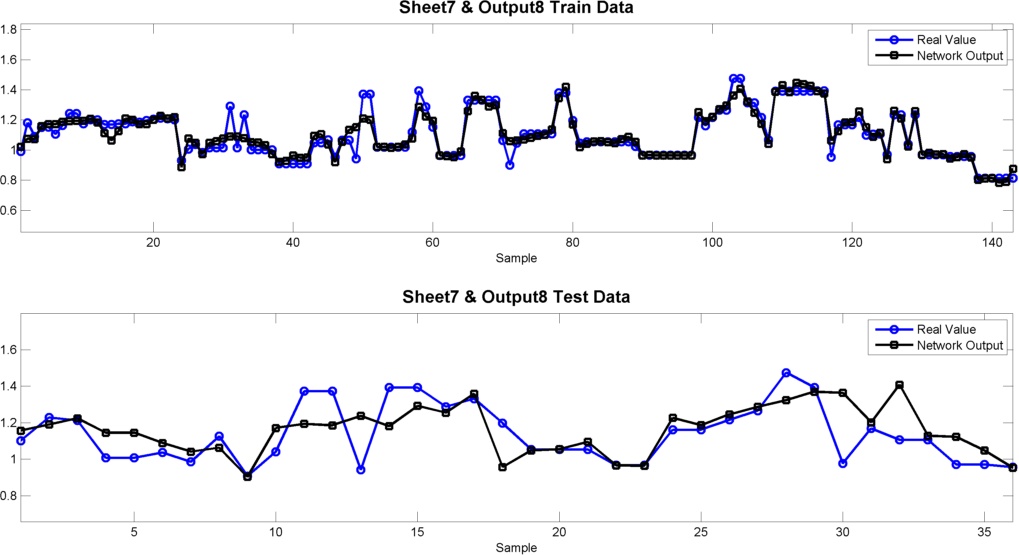 Sheet7 & Output8 Train Data
1.8
1.6
1.4
1.2
1
0.8
0.6
Real Value
Network Output
20 40 60 80 100 120 140
Sample
Sheet7 & Output8 Test Data
1.6
1.4
1.2
1
0.8
Real Value
Network Output
5 10 15 20 25 30 35
Sample